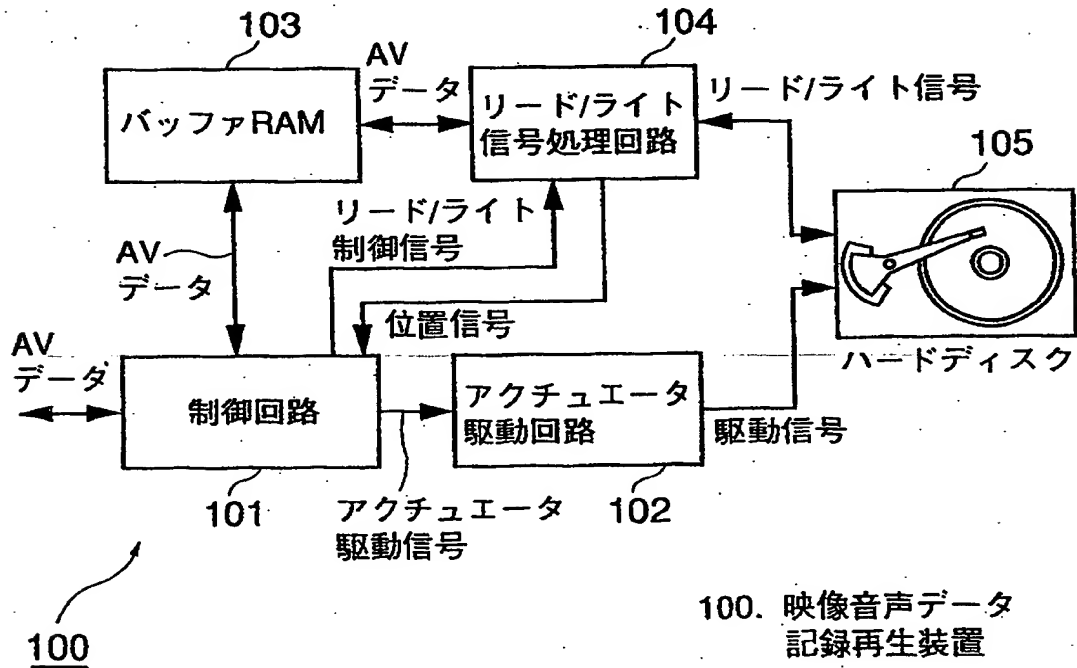 103
104
AV
データ
バッファRAM
リード/ライト
信号処理回路
リード/ライト信号
105
リード/ライト
制御信号
AV
データ
位置信号
AV
データ
制御回路
アクチュエータ
駆動回路
ハードディスク
駆動信号
101
アクチュエータ
駆動信号
102
100
100. 映像音声データ
記録再生装置